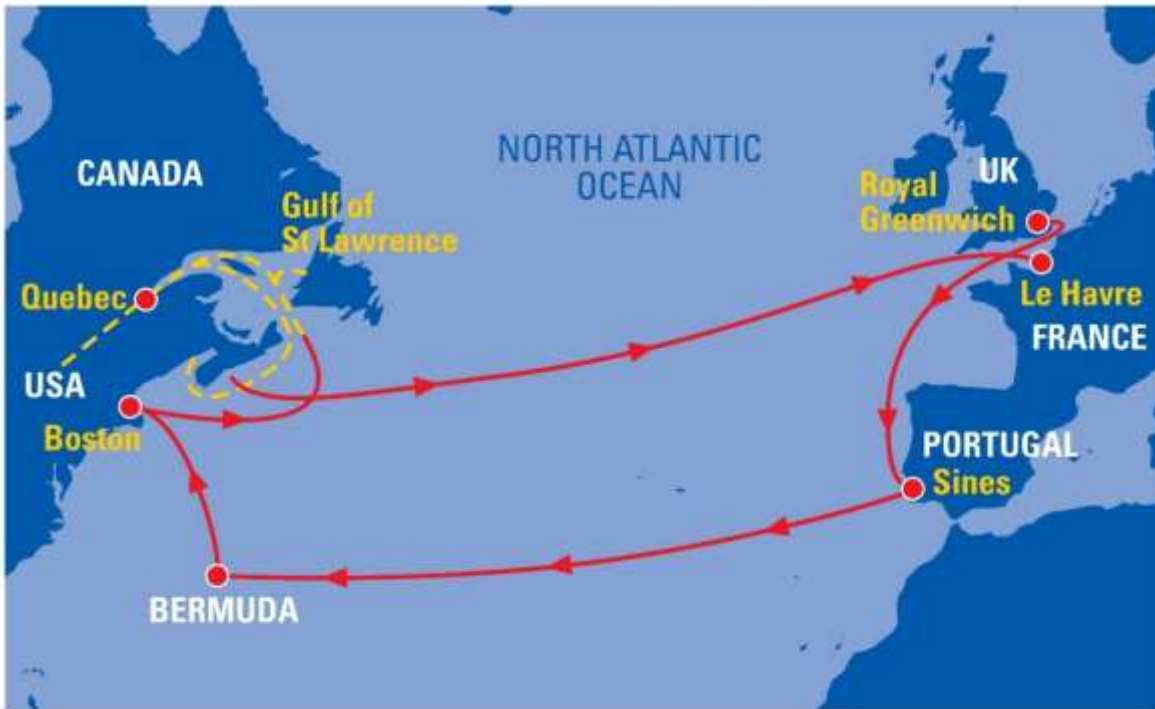 NORTH ATLANTIC
OCEAN
CANADA
Gulf of
St Lawrence
Quebec
USA
Boston
BERMUDA
UK
Royal
Greenwich
Le Havre
FRANCE
PORTUGAL
Sines